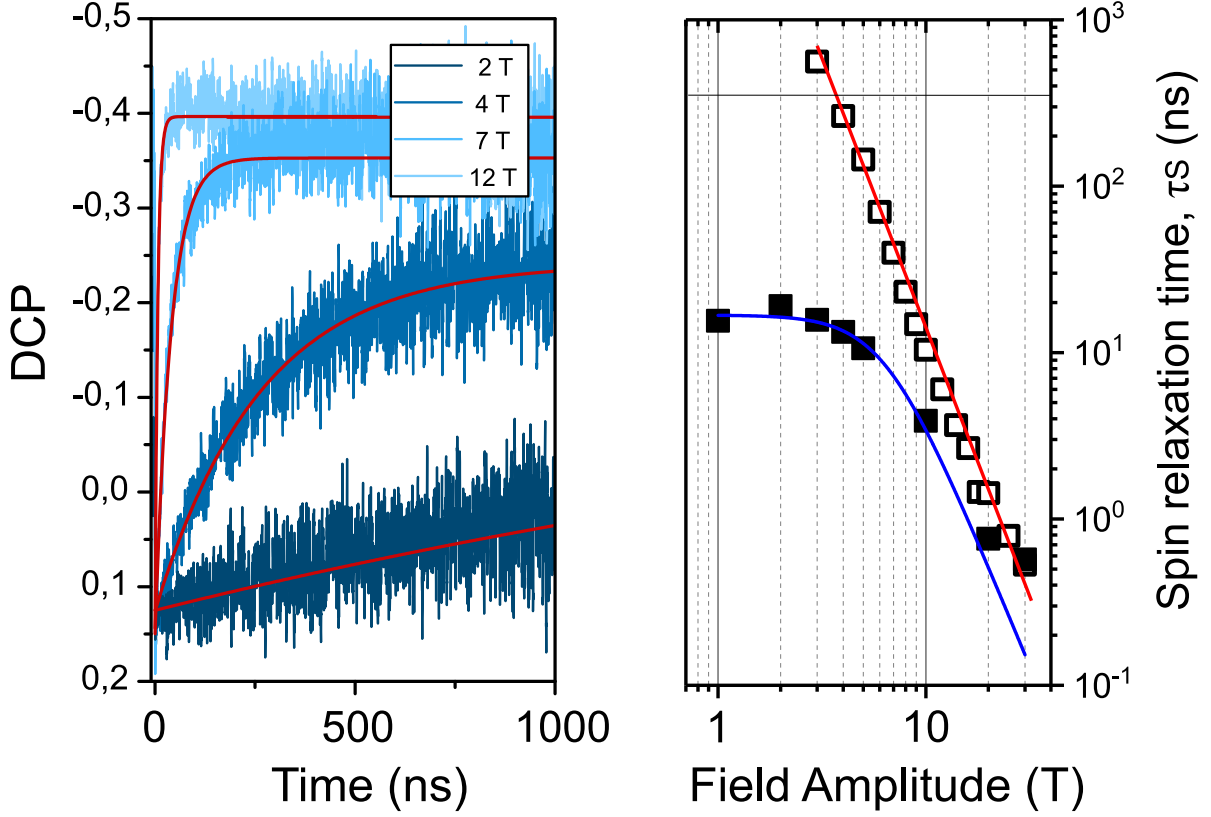 DCP
-0,5
-0,4
-0,3
-0,2
-0,1
0,0
0,1
0,2
2 T
4 T
7 T
12 T
0
500
1000
Time (ns)
10³
10²
10¹
10⁰
10⁻¹
Spin relaxation time, τs (ns)
1
10
Field Amplitude (T)